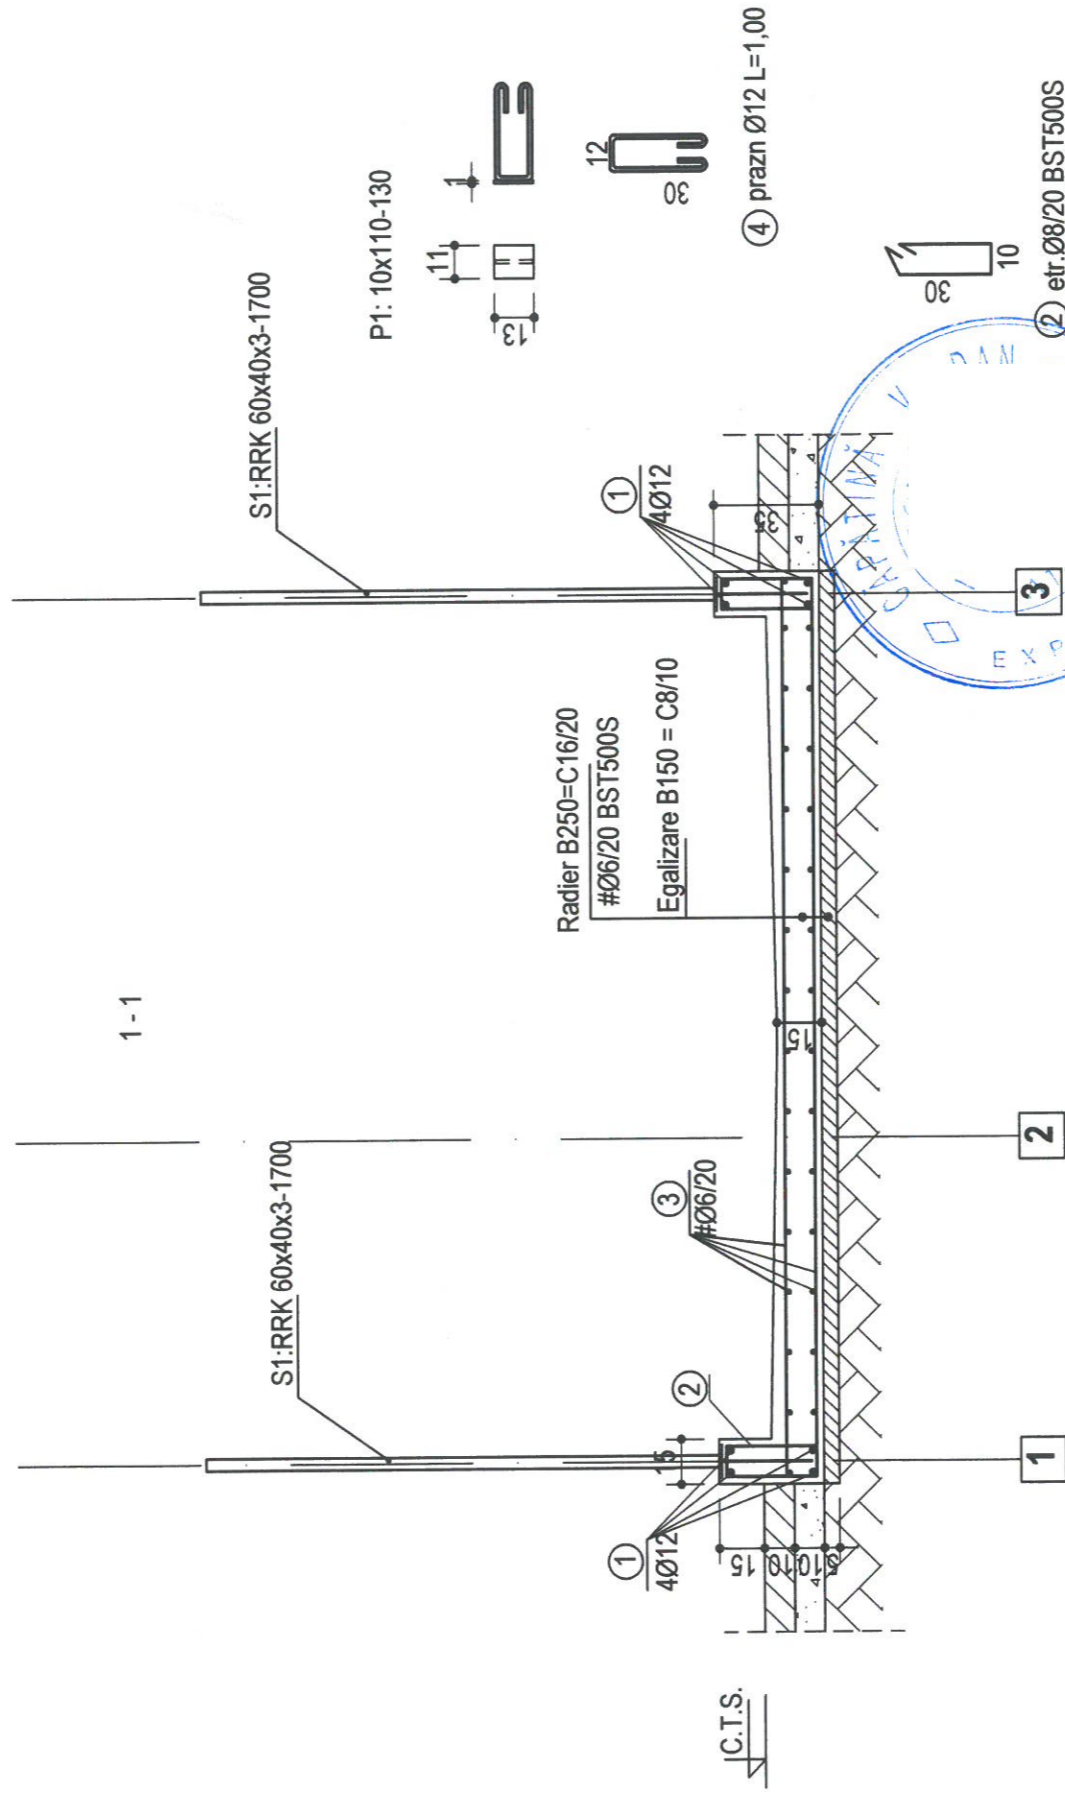 1 - 1
S1:RRK 60x40x3-1700
S1:RRK 60x40x3-1700
P1: 10x110-130
11
1
13
12
30
4 prazn Ø12 L=1,00
30
10
2 etr.Ø8/20 BST500S
Radier B250=C16/20
#Ø6/20 BST500S
Egalizare B150 = C8/10
1
4Ø12
2
3
#Ø6/20
1
4Ø12
15
15
10
10
5
15
35
C.T.S.
1
2
3
CĂPĂȚINĂ V DAN
EXP